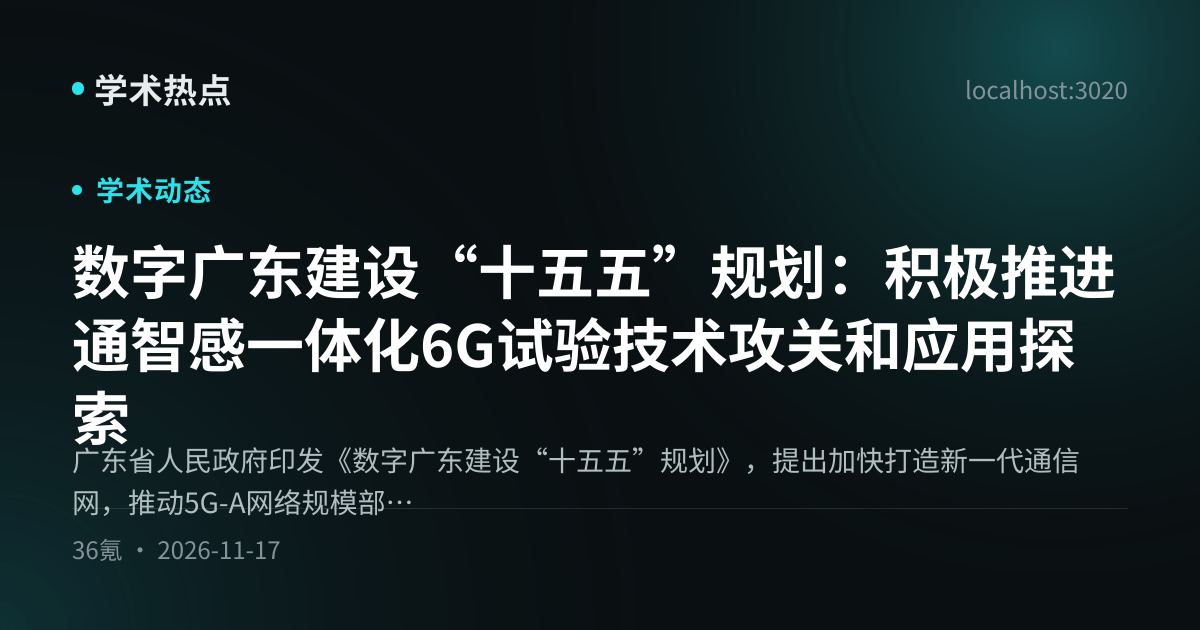 学术热点
localhost:3020
学术动态
数字广东建设“十五五”规划：积极推进
通智感一体化6G试验技术攻关和应用探
索
广东省人民政府印发《数字广东建设“十五五”规划》，提出加快打造新一代通信
网，推动5G-A网络规模部…
36氪 · 2026-11-17